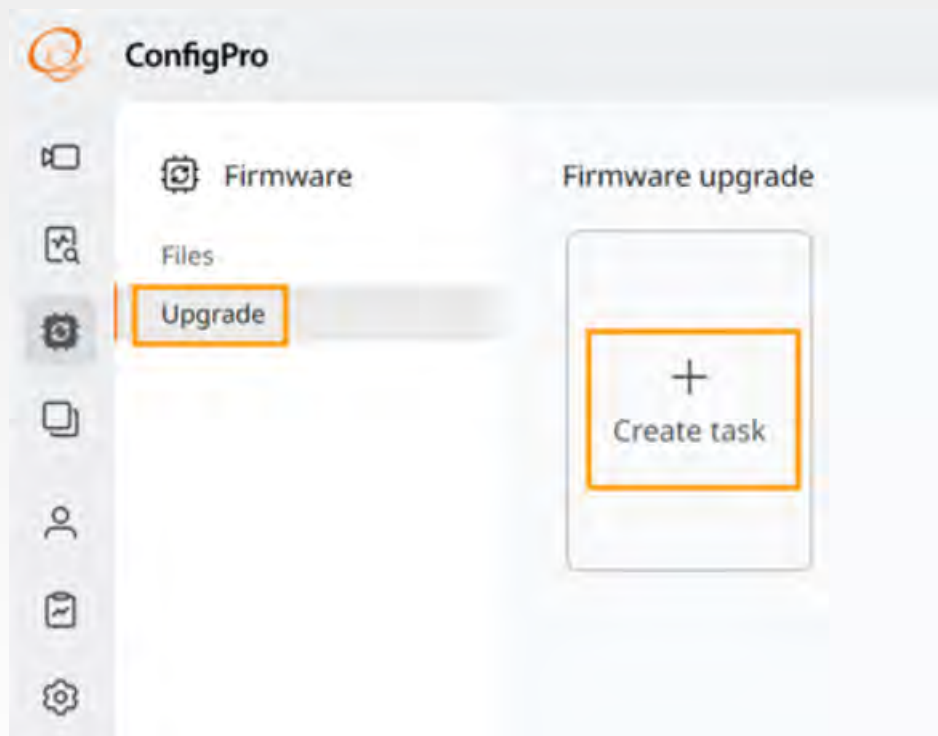 ConfigPro
Firmware
Files
Upgrade
Firmware upgrade
Create task